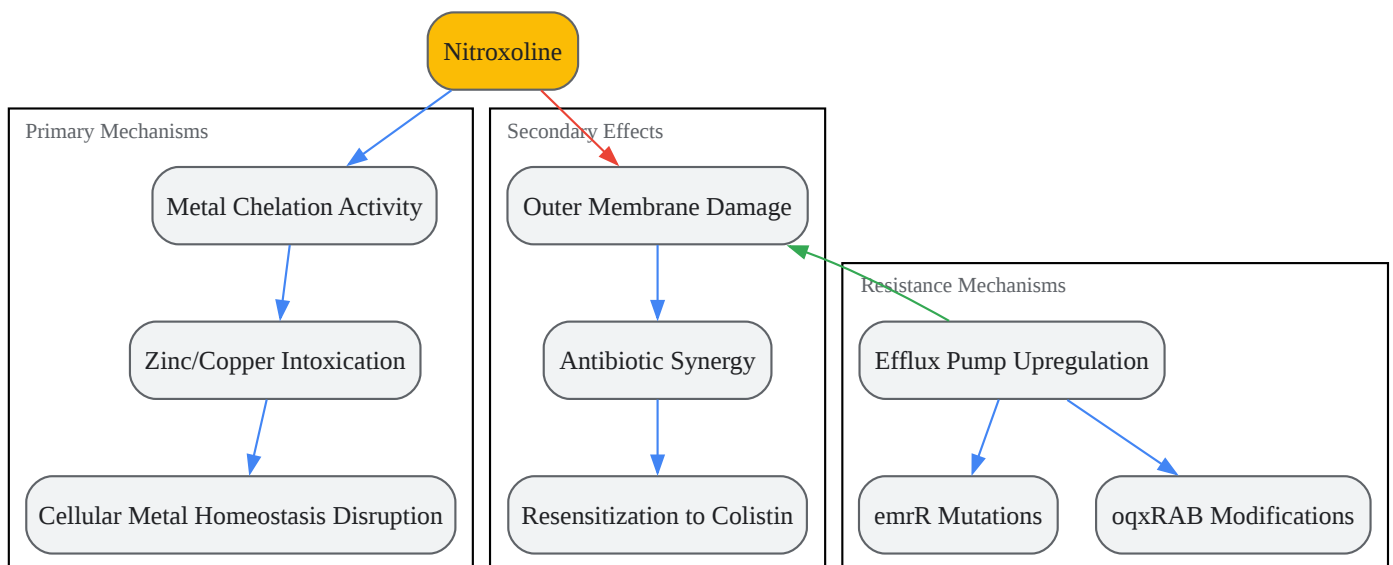 Nitroxoline
Primary Mechanisms
Metal Chelation Activity
Zinc/Copper Intoxication
Cellular Metal Homeostasis Disruption
Secondary Effects
Outer Membrane Damage
Antibiotic Synergy
Resensitization to Colistin
Resistance Mechanisms
Efflux Pump Upregulation
emrR Mutations
oqxRAB Modifications